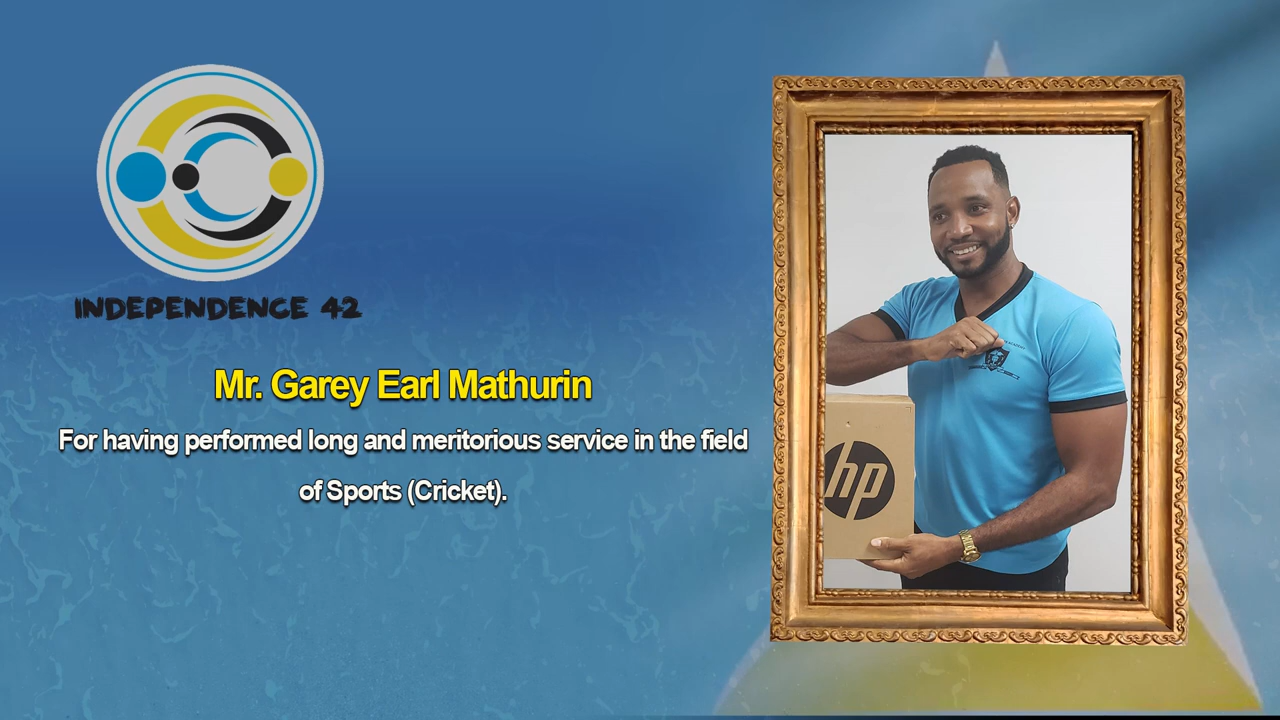 INDEPENDENCE 42
Mr. Garey Earl Mathurin
For having performed long and meritorious service in the field
of Sports (Cricket).
hp